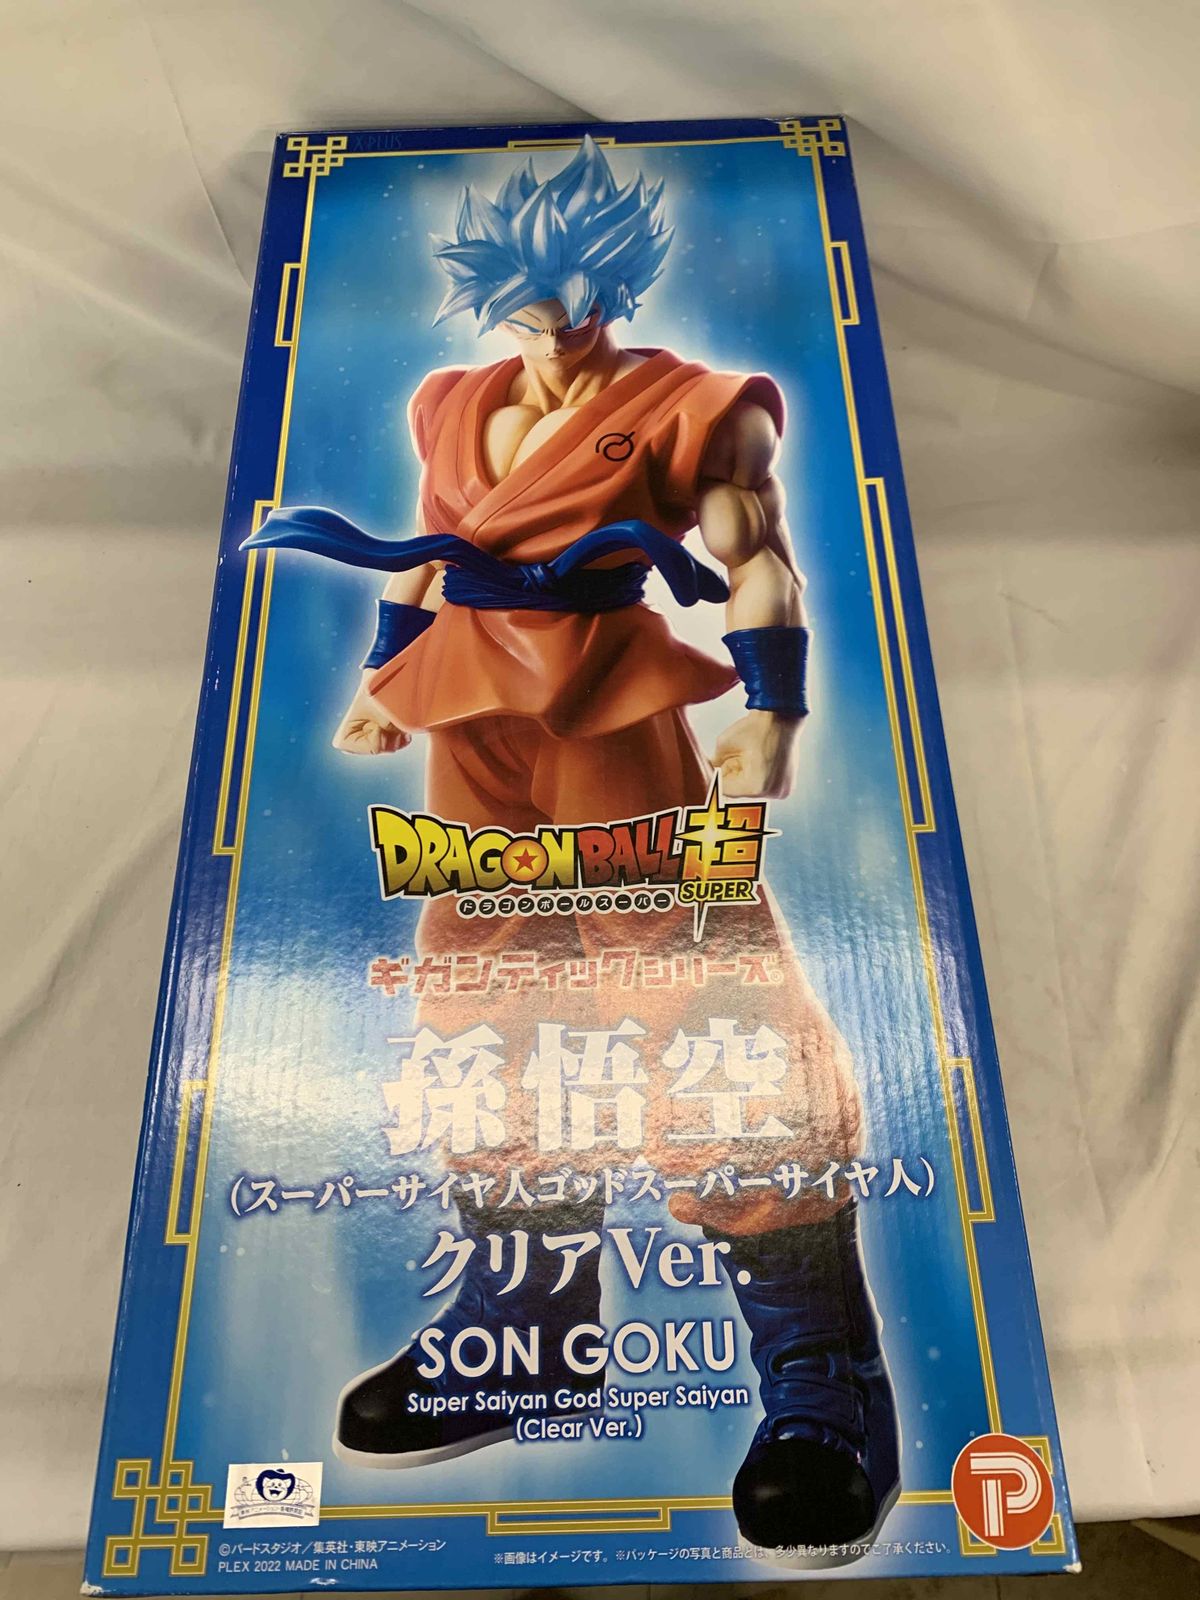 X-PLUS
DRAGON BALL超
SUPER
ドラゴンボールスーパー
ギガンティックシリーズ®
孫悟空
(スーパーサイヤ人ゴッドスーパーサイヤ人)
クリアVer.
SON GOKU
Super Saiyan God Super Saiyan
(Clear Ver.)
©バードスタジオ/集英社・東映アニメーション
PLEX 2022 MADE IN CHINA
※画像はイメージです。※パッケージの写真と商品とは、多少異なりますのでご了承ください。
P